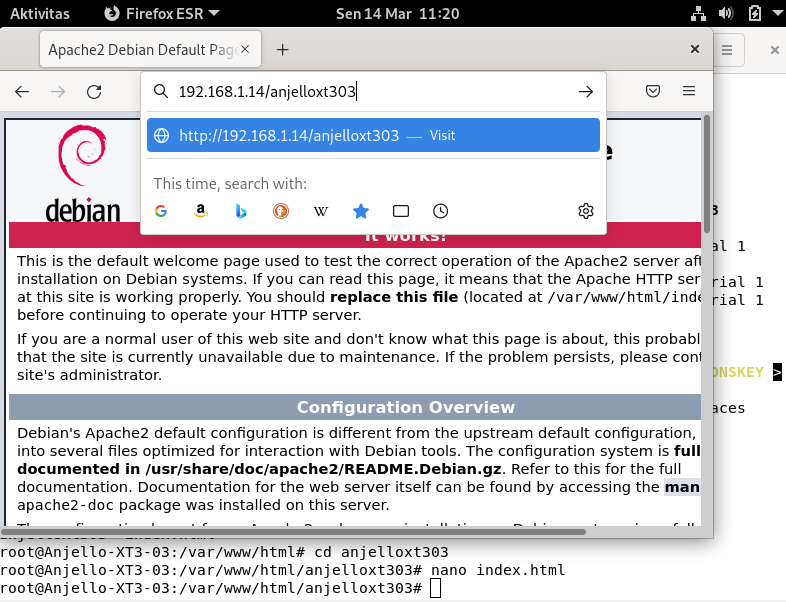 Aktivitas Firefox ESR Sen 14 Mar 11:20
Apache2 Debian Default Page
192.168.1.14/anjelloxt303
http://192.168.1.14/anjelloxt303 — Visit
This time, search with:
debian
It works!
This is the default welcome page used to test the correct operation of the Apache2 server aft
installation on Debian systems. If you can read this page, it means that the Apache HTTP ser
at this site is working properly. You should replace this file (located at /var/www/html/inde
before continuing to operate your HTTP server.
If you are a normal user of this web site and don't know what this page is about, this probabl
that the site is currently unavailable due to maintenance. If the problem persists, please cont
site's administrator.
Configuration Overview
Debian's Apache2 default configuration is different from the upstream default configuration,
into several files optimized for interaction with Debian tools. The configuration system is full
documented in /usr/share/doc/apache2/README.Debian.gz. Refer to this for the full
documentation. Documentation for the web server itself can be found by accessing the man
apache2-doc package was installed on this server.
3
al 1
rial 1
rial 1
ONSKEY >
aces
root@Anjello-XT3-03:/var/www/html# cd anjelloxt303
root@Anjello-XT3-03:/var/www/html/anjelloxt303# nano index.html
root@Anjello-XT3-03:/var/www/html/anjelloxt303#